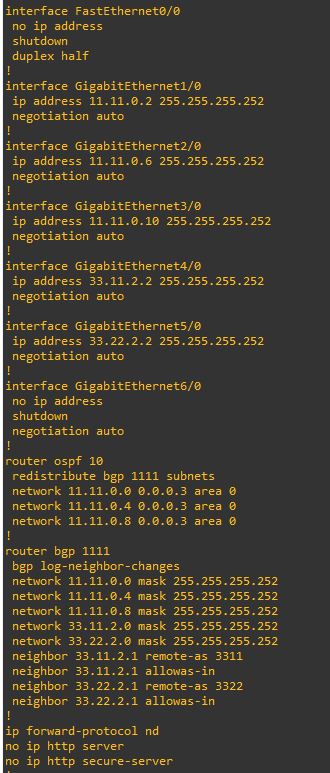 interface FastEthernet0/0
no ip address
shutdown
duplex half
!
interface GigabitEthernet1/0
ip address 11.11.0.2 255.255.255.252
negotiation auto
!
interface GigabitEthernet2/0
ip address 11.11.0.6 255.255.255.252
negotiation auto
!
interface GigabitEthernet3/0
ip address 11.11.0.10 255.255.255.252
negotiation auto
!
interface GigabitEthernet4/0
ip address 33.11.2.2 255.255.255.252
negotiation auto
!
interface GigabitEthernet5/0
ip address 33.22.2.2 255.255.255.252
negotiation auto
!
interface GigabitEthernet6/0
no ip address
shutdown
negotiation auto
!
router ospf 10
redistribute bgp 1111 subnets
network 11.11.0.0 0.0.0.3 area 0
network 11.11.0.4 0.0.0.3 area 0
network 11.11.0.8 0.0.0.3 area 0
!
router bgp 1111
bgp log-neighbor-changes
network 11.11.0.0 mask 255.255.255.252
network 11.11.0.4 mask 255.255.255.252
network 11.11.0.8 mask 255.255.255.252
network 33.11.2.0 mask 255.255.255.252
network 33.22.2.0 mask 255.255.255.252
neighbor 33.11.2.1 remote-as 3311
neighbor 33.11.2.1 allowas-in
neighbor 33.22.2.1 remote-as 3322
neighbor 33.22.2.1 allowas-in
!
ip forward-protocol nd
no ip http server
no ip http secure-server